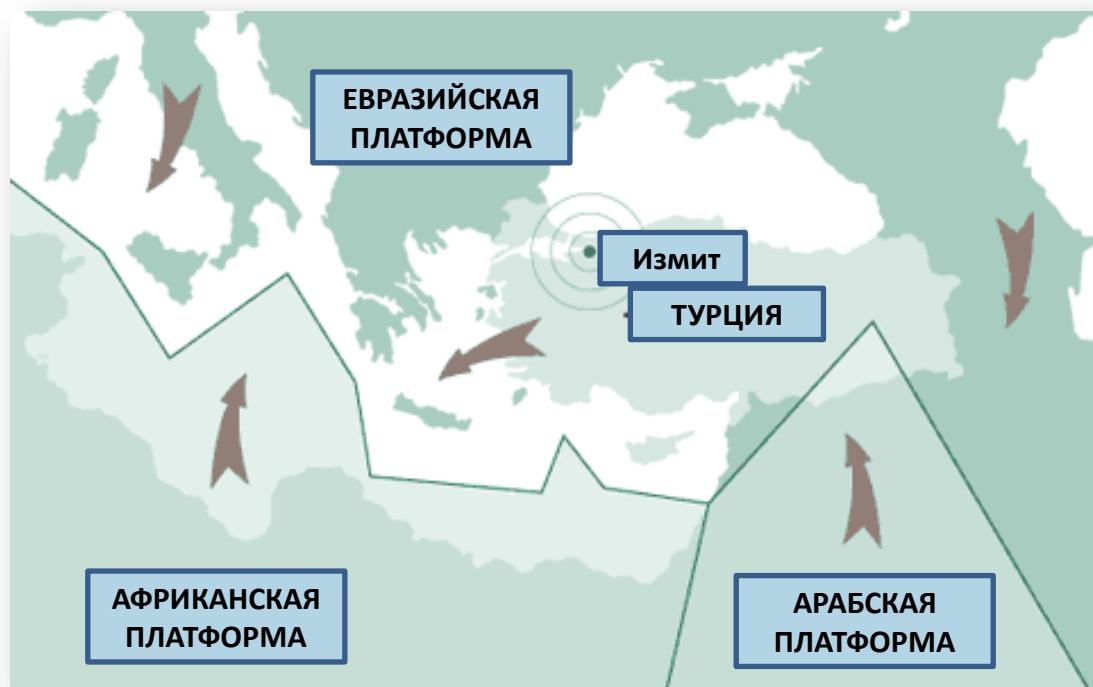 ЕВРАЗИЙСКАЯ
ПЛАТФОРМА
Измит
ТУРЦИЯ
АФРИКАНСКАЯ
ПЛАТФОРМА
АРАБСКАЯ
ПЛАТФОРМА